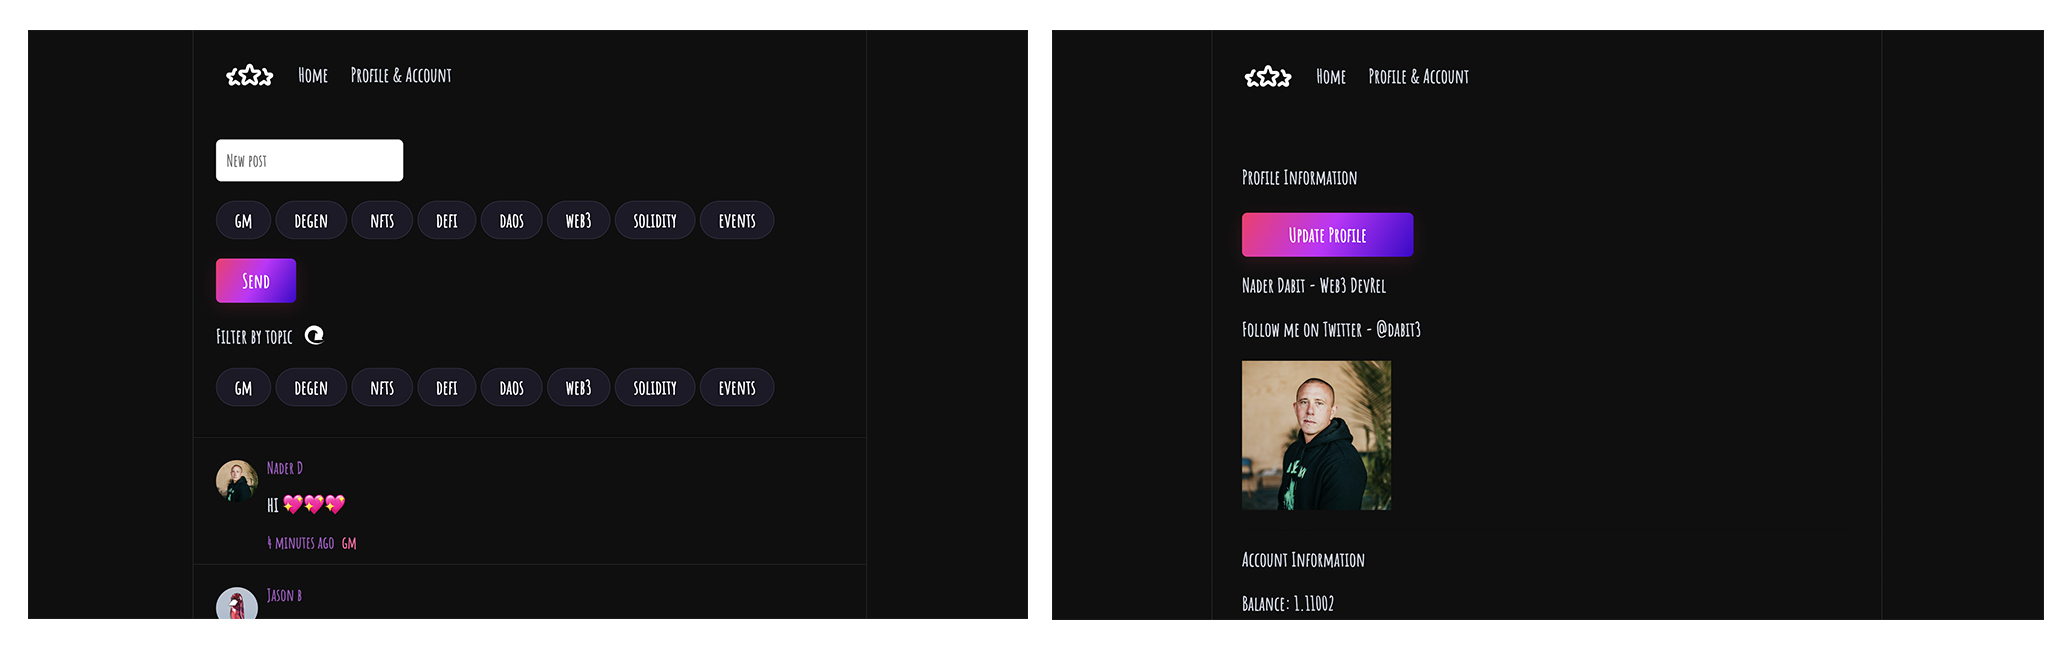 Home Profile & Account
New post
GM DEGEN NFTS DEFI DAOS WEB3 SOLIDITY EVENTS
Send
Filter by topic
GM DEGEN NFTS DEFI DAOS WEB3 SOLIDITY EVENTS
Nader D
HI 💖💖💖
4 minutes ago GM
Jason B
Home Profile & Account
Profile Information
Update Profile
Nader Dabit - Web3 DevRel
Follow me on Twitter - @dabit3
Account Information
Balance: 1.11002